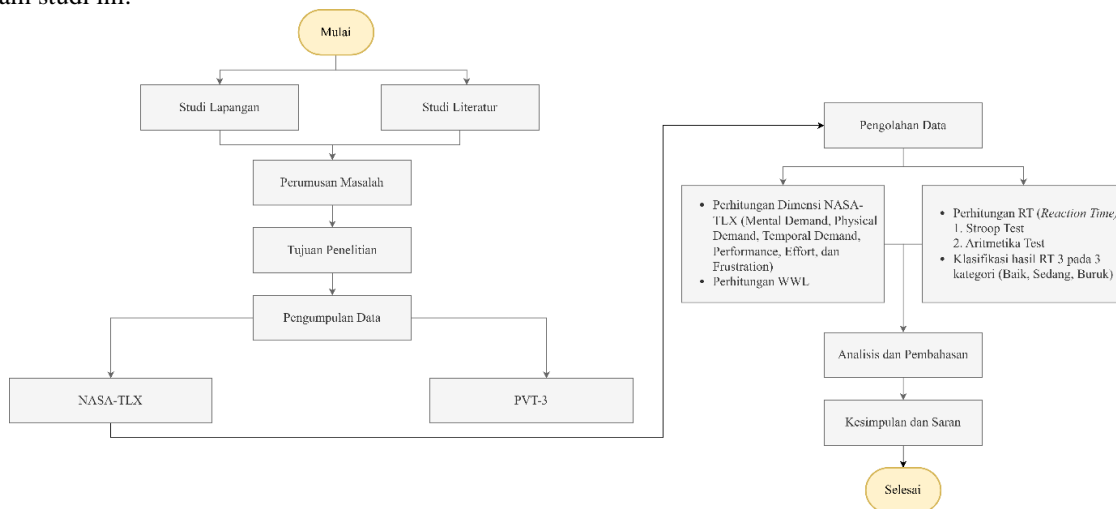 Mulai
Studi Lapangan
Studi Literatur
Perumusan Masalah
Tujuan Penelitian
Pengumpulan Data
NASA-TLX
PVT-3
Pengolahan Data
• Perhitungan Dimensi NASA-
TLX (Mental Demand, Physical
Demand, Temporal Demand,
Performance, Effort, dan
Frustration)
• Perhitungan WWL
• Perhitungan RT (Reaction Time)
1. Stroop Test
2. Aritmetika Test
• Klasifikasi hasil RT 3 pada 3
kategori (Baik, Sedang, Buruk)
Analisis dan Pembahasan
Kesimpulan dan Saran
Selesai